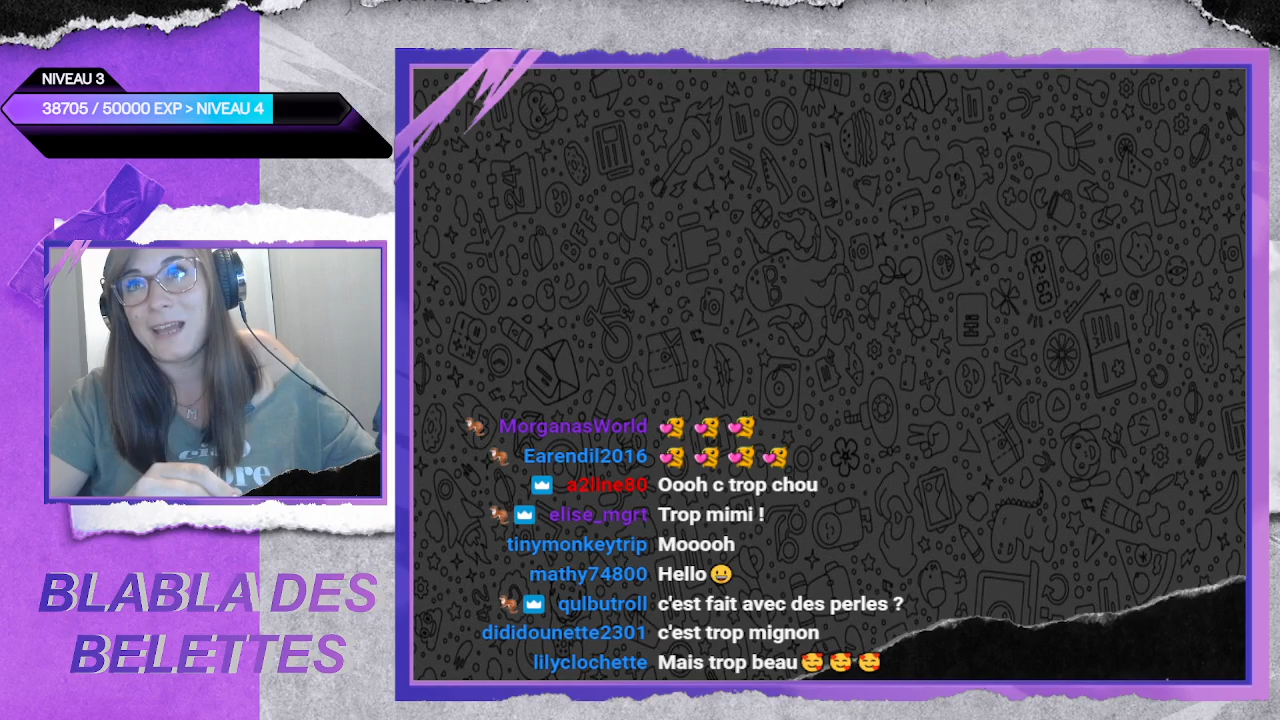 NIVEAU 3
38705 / 50000 EXP > NIVEAU 4
BLABLA DES
BELETTES
MorganasWorld
Earendil2016
a2line80 Oooh c trop chou
elise_mgrt Trop mimi !
tinymonkeytrip Mooooh
mathy74800 Hello 😀
qulbutroll c'est fait avec des perles ?
dididounette2301 c'est trop mignon
lilyclochette Mais trop beau 🥰 🥰 🥰